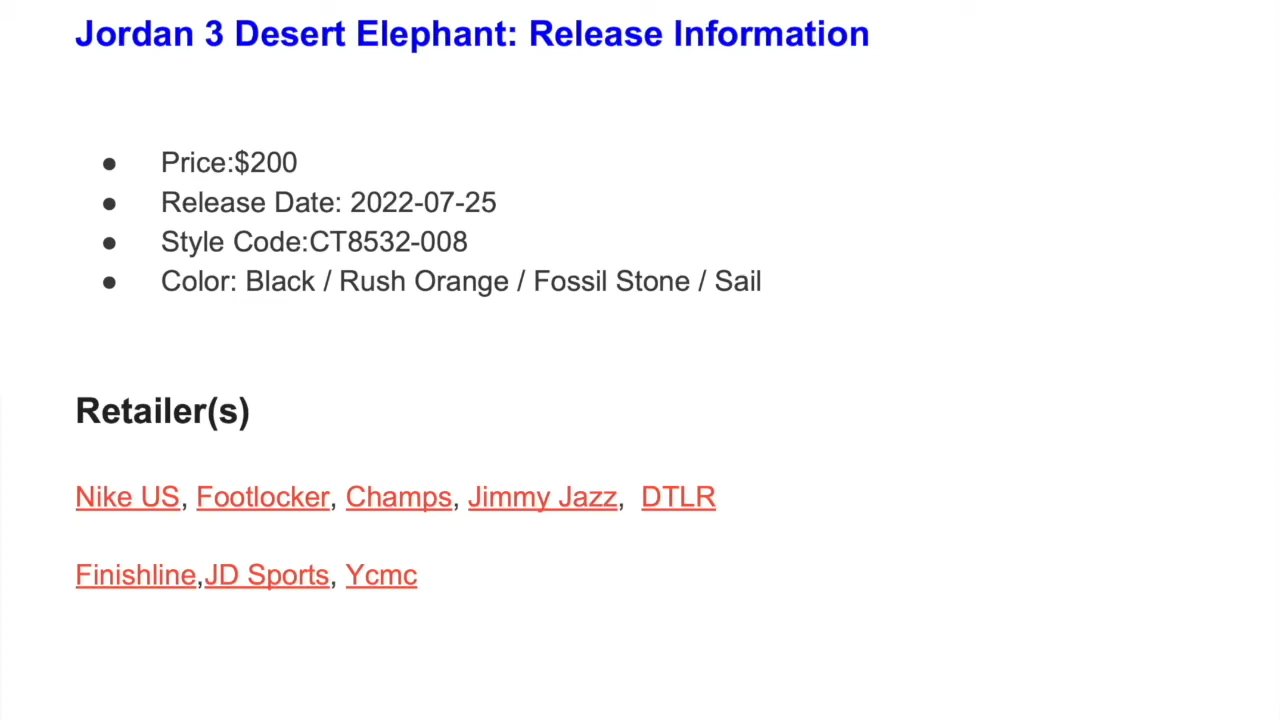 Jordan 3 Desert Elephant: Release Information
● Price:$200
● Release Date: 2022-07-25
● Style Code:CT8532-008
● Color: Black / Rush Orange / Fossil Stone / Sail
Retailer(s)
Nike US, Footlocker, Champs, Jimmy Jazz, DTLR
Finishline,JD Sports, Ycmc